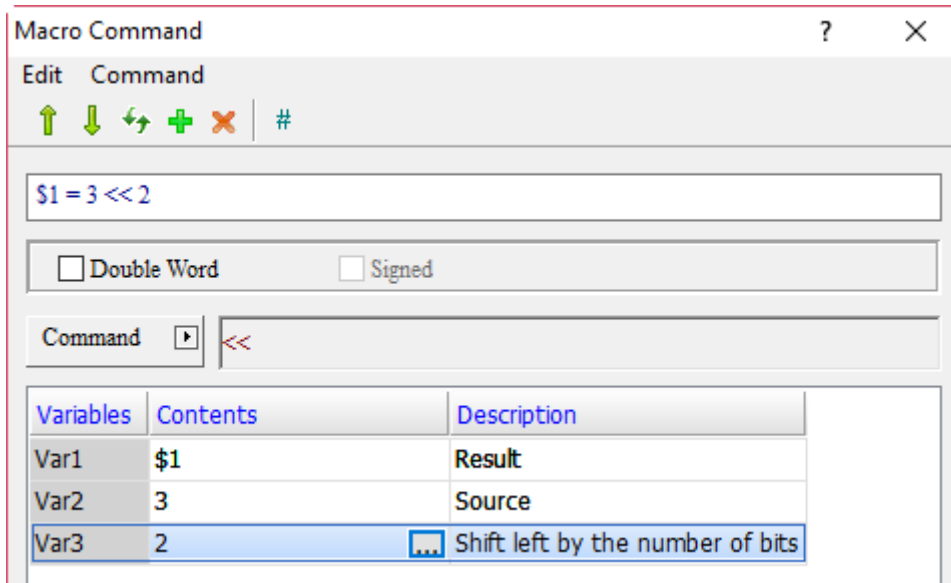 Macro Command ?
Edit Command
#
$1 = 3 << 2
Double Word Signed
Command <<
Variables Contents Description
Var1 $1 Result
Var2 3 Source
Var3 2 ... Shift left by the number of bits